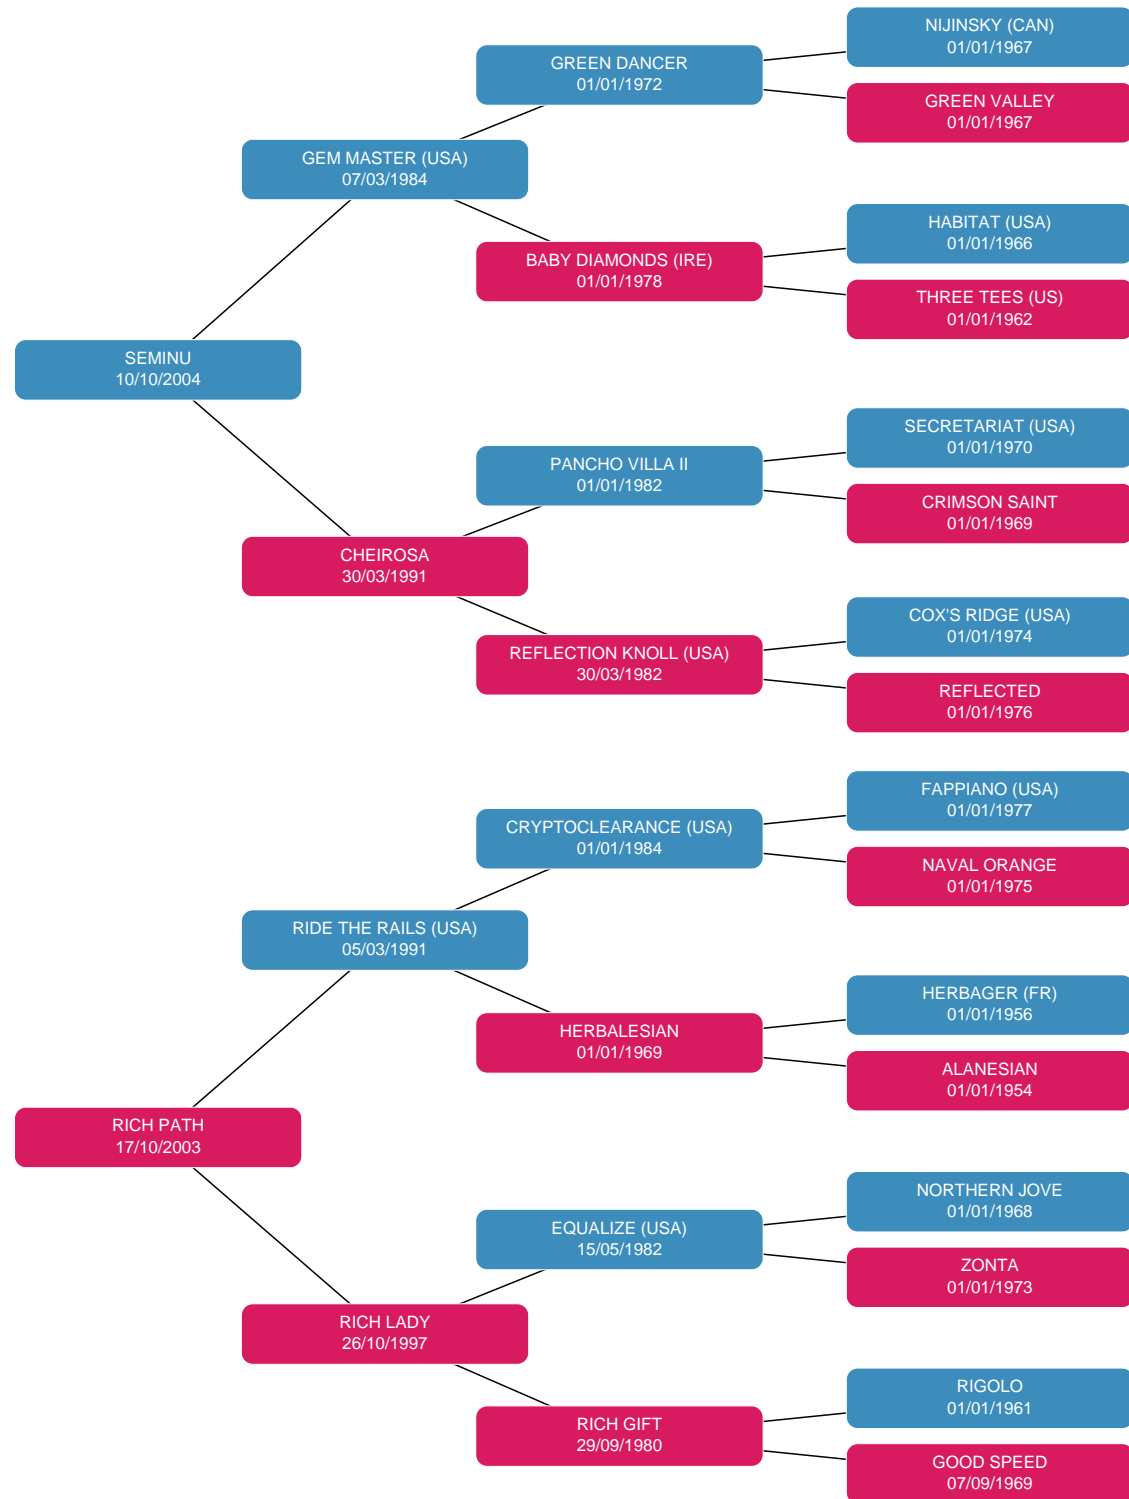 NIJINSKY (CAN)
01/01/1967
GREEN DANCER
01/01/1972
GREEN VALLEY
01/01/1967
GEM MASTER (USA)
07/03/1984
HABITAT (USA)
01/01/1966
BABY DIAMONDS (IRE)
01/01/1978
THREE TEES (US)
01/01/1962
SEMINU
10/10/2004
SECRETARIAT (USA)
01/01/1970
PANCHO VILLA II
01/01/1982
CRIMSON SAINT
01/01/1969
CHEIROSA
30/03/1991
COX'S RIDGE (USA)
01/01/1974
REFLECTION KNOLL (USA)
30/03/1982
REFLECTED
01/01/1976
FAPPIANO (USA)
01/01/1977
CRYPTOCLEARANCE (USA)
01/01/1984
NAVAL ORANGE
01/01/1975
RIDE THE RAILS (USA)
05/03/1991
HERBAGER (FR)
01/01/1956
HERBALESIAN
01/01/1969
ALANESIAN
01/01/1954
RICH PATH
17/10/2003
NORTHERN JOVE
01/01/1968
EQUALIZE (USA)
15/05/1982
ZONTA
01/01/1973
RICH LADY
26/10/1997
RIGOLO
01/01/1961
RICH GIFT
29/09/1980
GOOD SPEED
07/09/1969